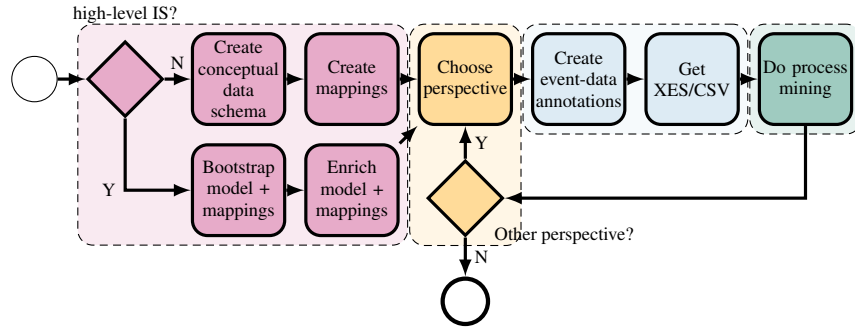 high-level IS?
N
Create
conceptual
data
schema
Create
mappings
Choose
perspective
Create
event-data
annotations
Get
XES/CSV
Do process
mining
Y
Bootstrap
model +
mappings
Enrich
model +
mappings
Y
Other perspective?
N